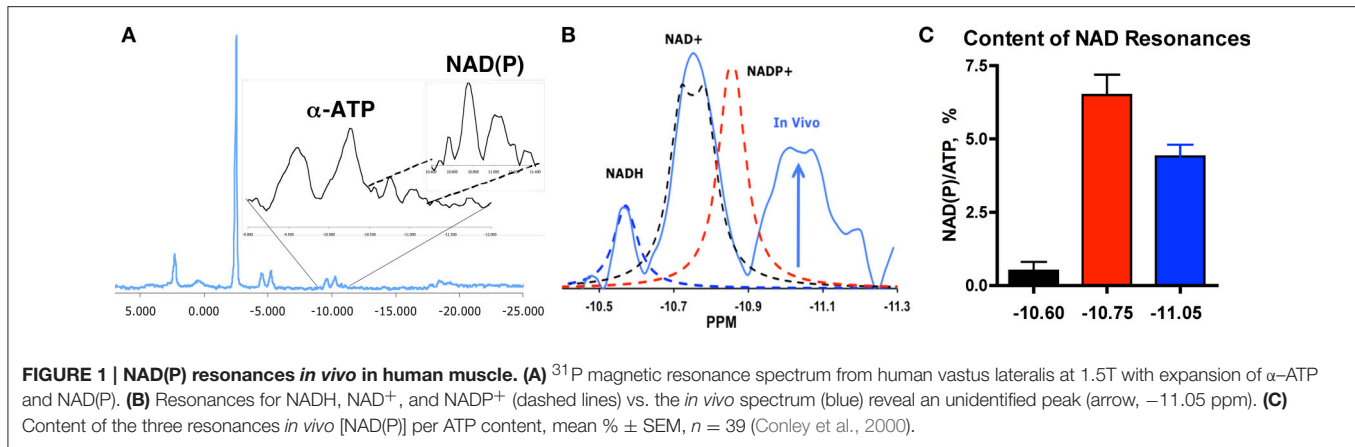 A
NAD(P)
α-ATP
5.000 0.000 -5.000 -10.000 -15.000 -20.000 -25.000
B
NAD+
NADP+
In Vivo
NADH
-10.5 -10.7 -10.9 -11.1 -11.3
PPM
C Content of NAD Resonances
NAD(P)/ATP, %
7.5
5.0
2.5
0.0
-10.60 -10.75 -11.05
FIGURE 1 | NAD(P) resonances in vivo in human muscle. (A) ³¹P magnetic resonance spectrum from human vastus lateralis at 1.5T with expansion of α–ATP
and NAD(P). (B) Resonances for NADH, NAD⁺, and NADP⁺ (dashed lines) vs. the in vivo spectrum (blue) reveal an unidentified peak (arrow, −11.05 ppm). (C)
Content of the three resonances in vivo [NAD(P)] per ATP content, mean % ± SEM, n = 39 (Conley et al., 2000).